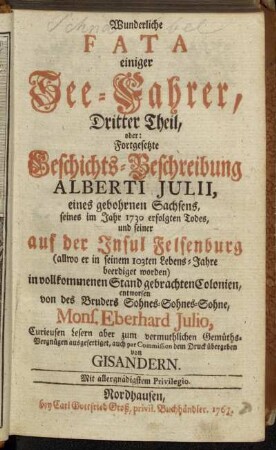 Wunderliche
FATA
einiger
See-Fahrer,
Dritter Theil,
oder:
Fortgesetzte
Geschichts-Beschreibung
ALBERTI JULII,
eines gebohrnen Sachsens,
seines im Jahr 1730 erfolgten Todes,
und seiner
auf der Insul Felsenburg
(allwo er in seinem 103ten Lebens-Jahre
beerdiget worden)
in vollkommenen Stand gebrachten Colonien,
entworfen
von des Bruders Sohnes-Sohnes-Sohne,
Mons. Eberhard Julio,
Curieusen Lesern aber zum vermuthlichen Gemüths-
Vergnügen ausgefertiget, auch par Commission dem Druck übergeben
von
GISANDERN.
Mit allergnädigstem Privilegio.
Nordhausen,
bey Carl Gottfried Groß, privil. Buchhändler.